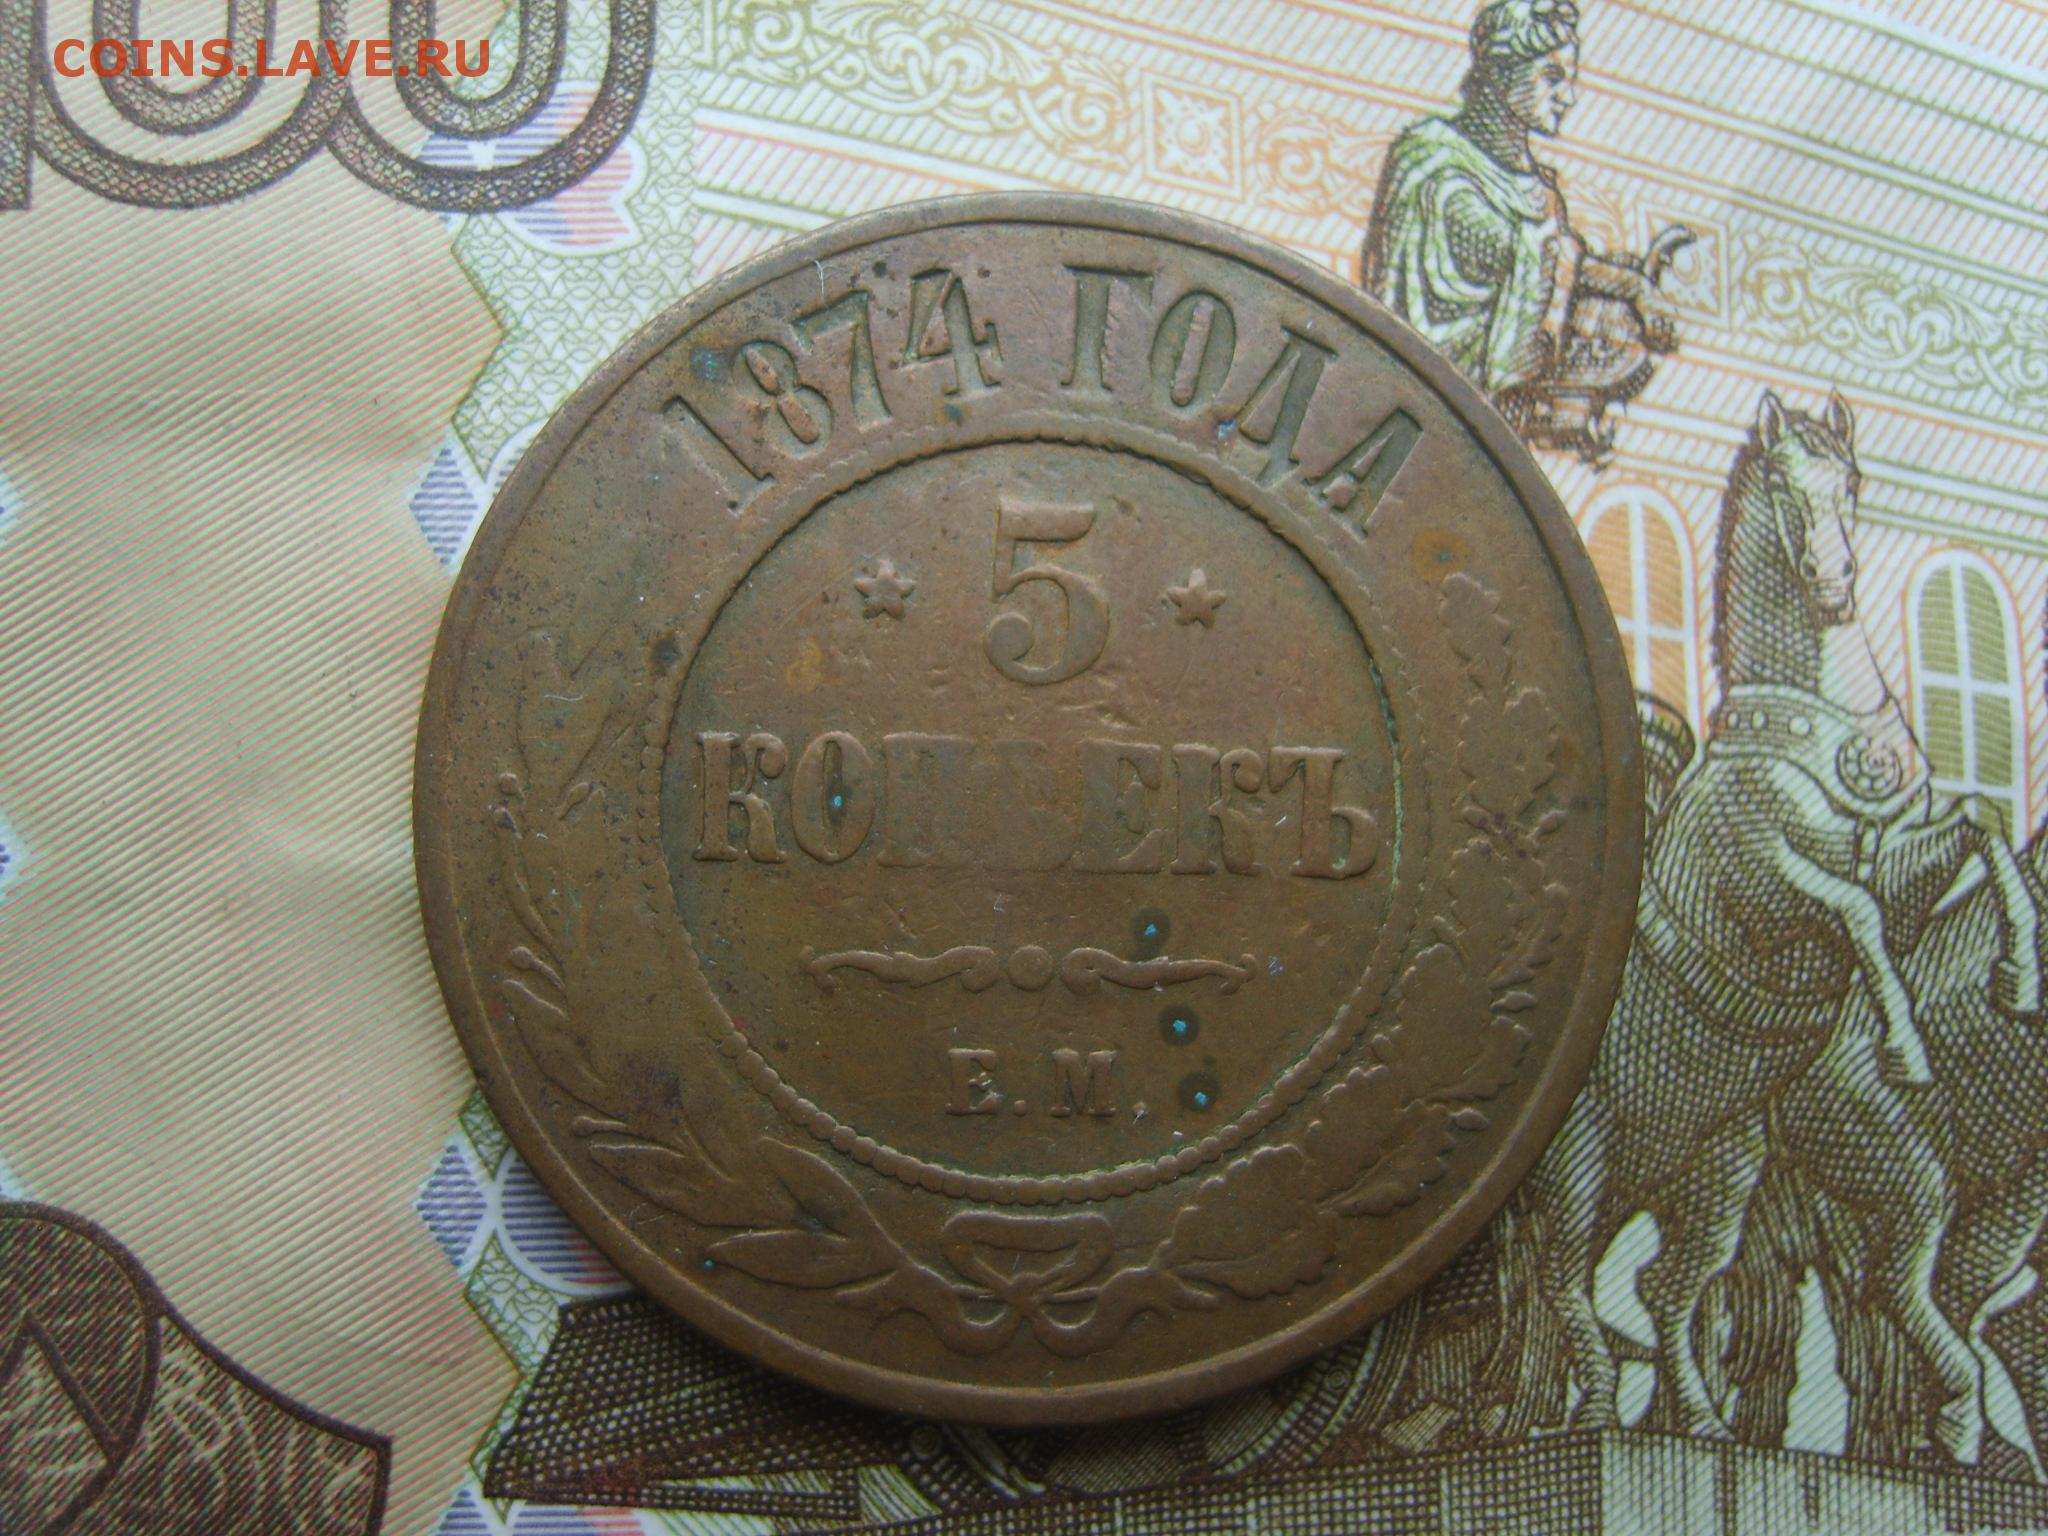 COINS.LAVE.RU
1874 ГОДА
5
КОПѢЕКЪ
Е.М.